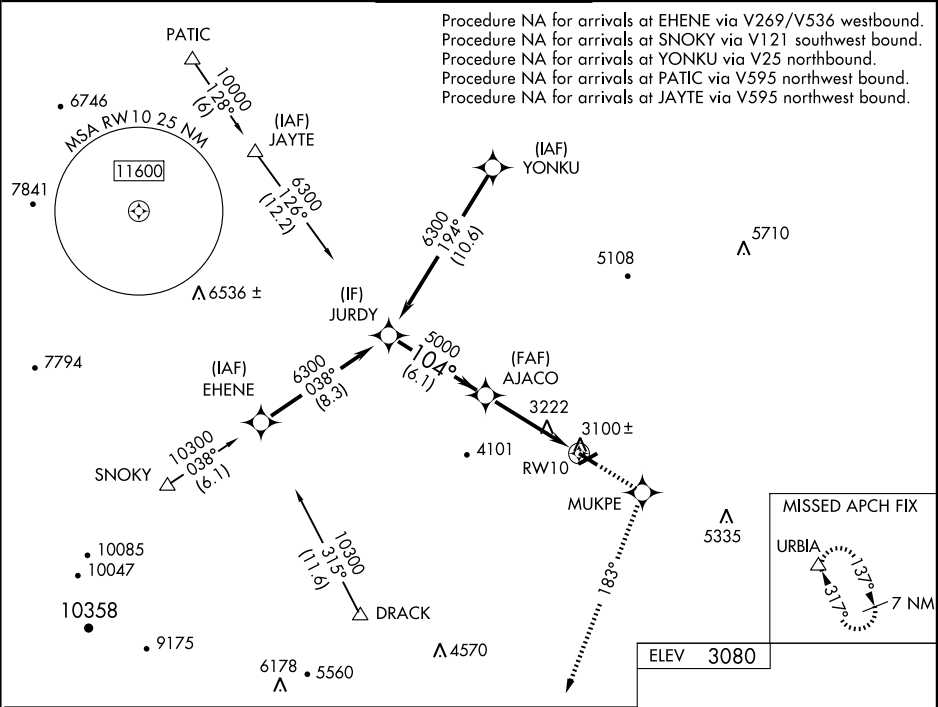 Procedure NA for arrivals at EHENE via V269/V536 westbound.
Procedure NA for arrivals at SNOKY via V121 southwest bound.
Procedure NA for arrivals at YONKU via V25 northbound.
Procedure NA for arrivals at PATIC via V595 northwest bound.
Procedure NA for arrivals at JAYTE via V595 northwest bound.
PATIC
10000
128°
(6)
6746
MSA RW10 25 NM
11600
7841
(IAF)
JAYTE
6300
126°
(12.2)
(IAF)
YONKU
6300
194°
(10.6)
5710
5108
6536 ±
(IF)
JURDY
7794
5000
104°
(6.1)
(FAF)
AJACO
(IAF)
EHENE
6300
038°
(8.3)
3222
3100 ±
4101
RW10
10300
038°
(6.1)
SNOKY
MUKPE
5335
MISSED APCH FIX
URBIA
137°
317°
7 NM
10085
10047
10358
9175
10300
315°
(11.6)
DRACK
183°
4570
6178
5560
ELEV 3080